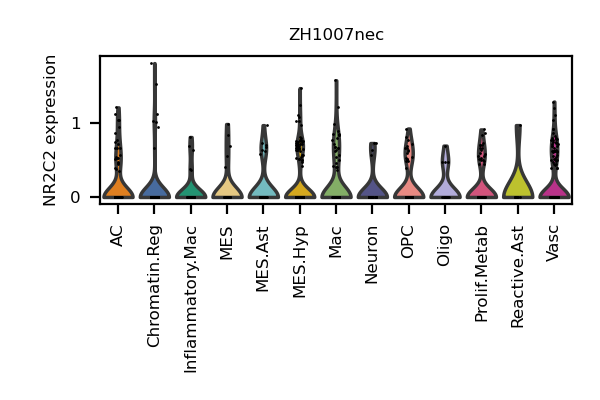 ZH1007nec
NR2C2 expression
1
0
AC
Chromatin.Reg
Inflammatory.Mac
MES
MES.Ast
MES.Hyp
Mac
Neuron
OPC
Oligo
Prolif.Metab
Reactive.Ast
Vasc